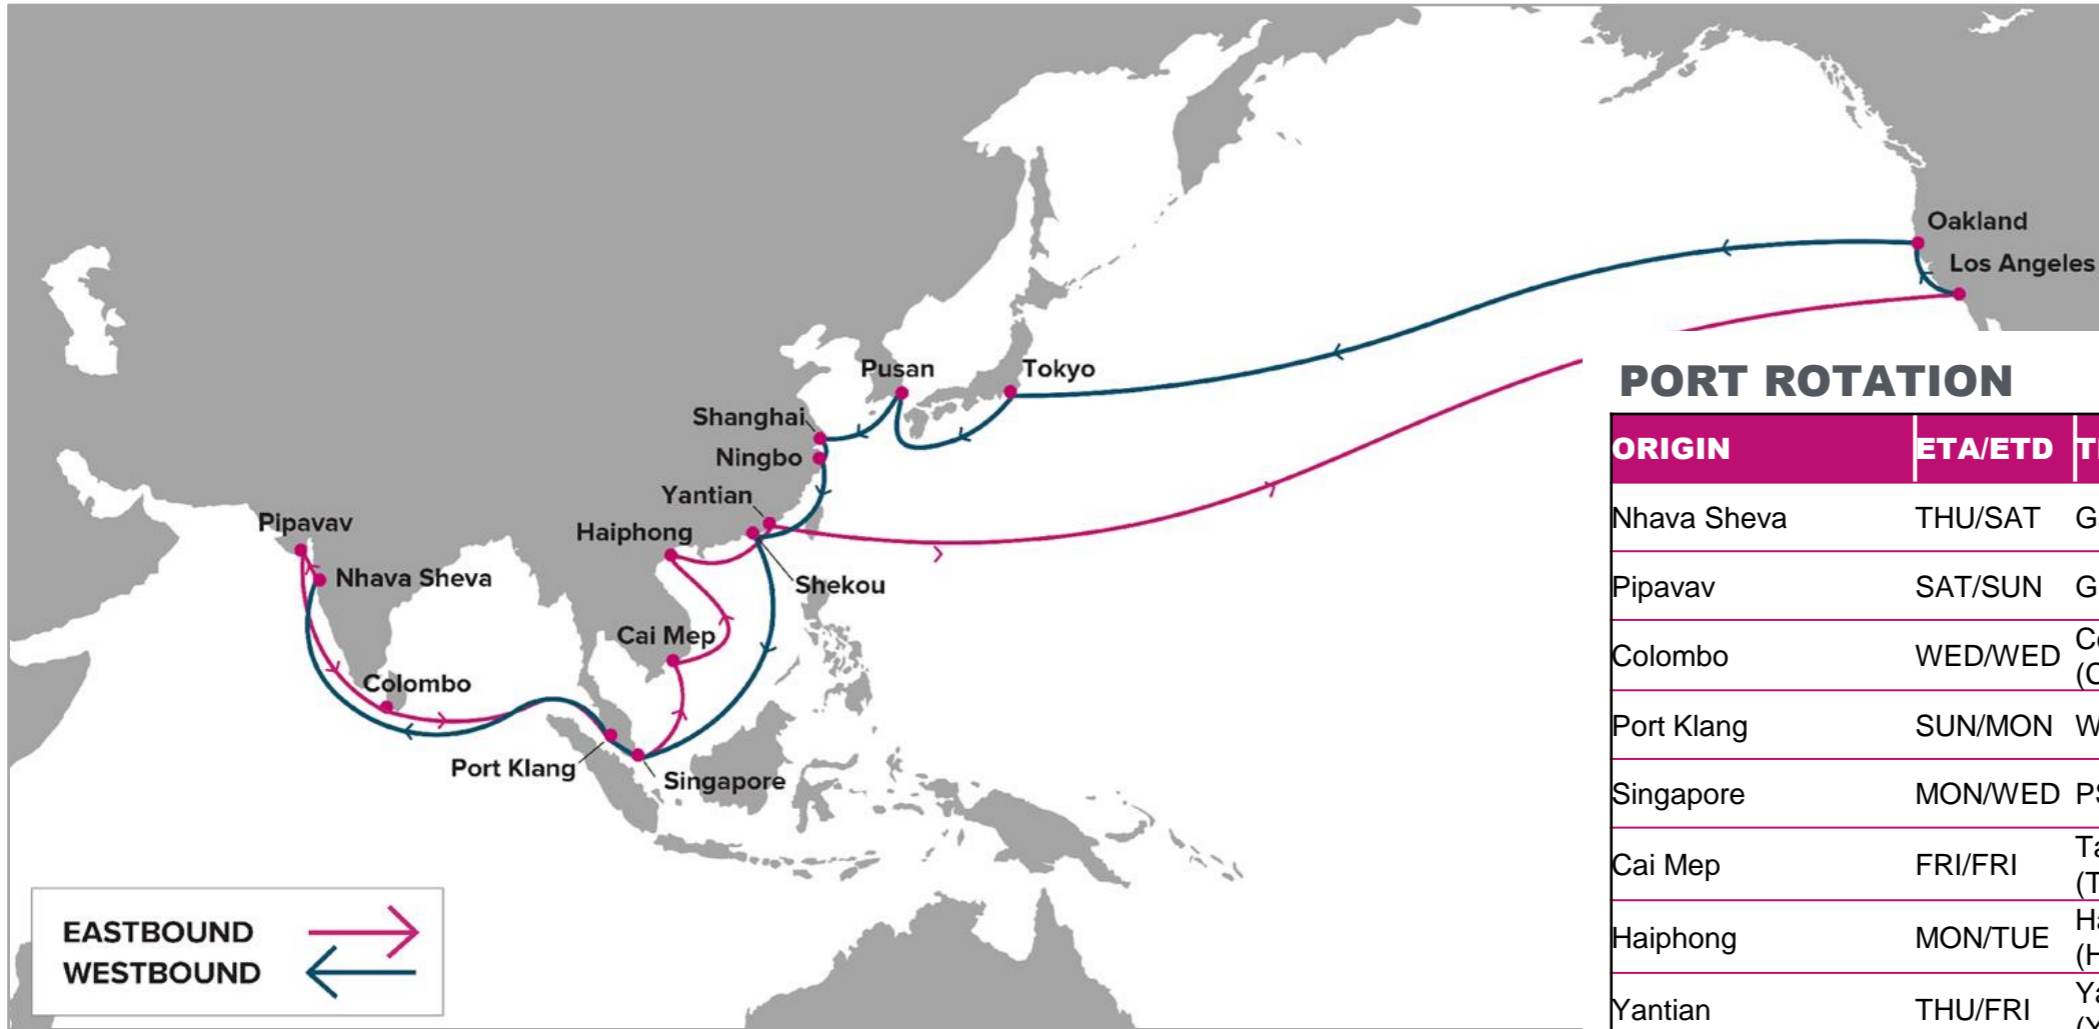 Oakland
Los Angeles
Pusan
Tokyo
Shanghai
Ningbo
Yantian
Haiphong
Pipavav
Nhava Sheva
Shekou
Cai Mep
Colombo
Port Klang
Singapore
EASTBOUND
WESTBOUND
PORT ROTATION
ORIGIN ETA/ETD
Nhava Sheva THU/SAT G
Pipavav SAT/SUN G
Colombo WED/WED
Port Klang SUN/MON W
Singapore MON/WED
Cai Mep FRI/FRI
Haiphong MON/TUE
Yantian THU/FRI